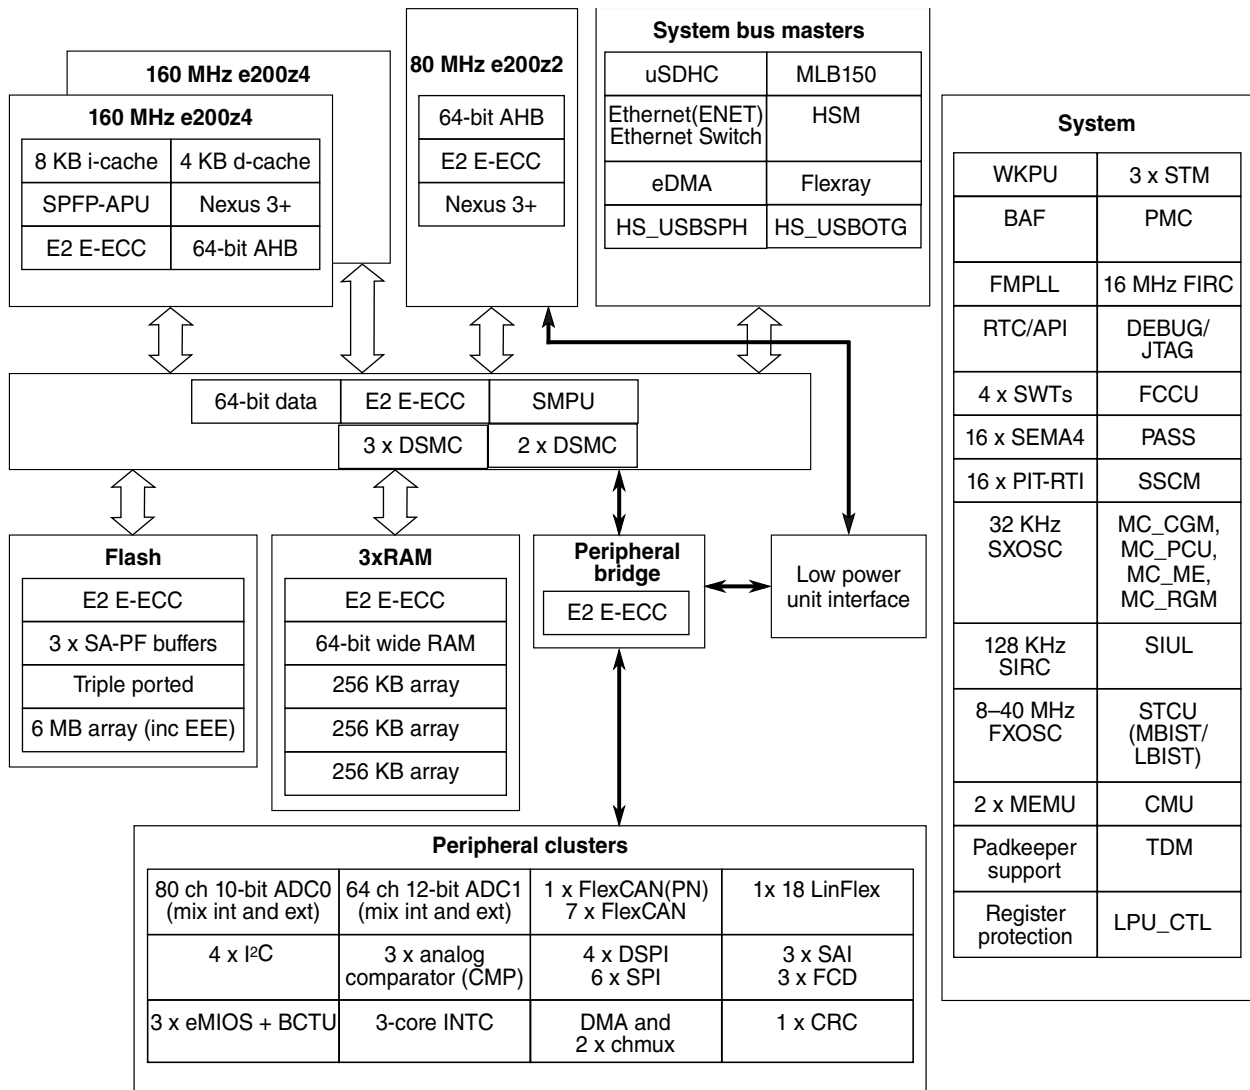 160 MHz e200z4
160 MHz e200z4
8 KB i-cache
4 KB d-cache
SPFP-APU
Nexus 3+
E2 E-ECC
64-bit AHB
80 MHz e200z2
64-bit AHB
E2 E-ECC
Nexus 3+
System bus masters
uSDHC
MLB150
Ethernet(ENET)
Ethernet Switch
HSM
eDMA
Flexray
HS_USBSPH
HS_USBOTG
64-bit data
E2 E-ECC
SMPU
3 x DSMC
2 x DSMC
Flash
E2 E-ECC
3 x SA-PF buffers
Triple ported
6 MB array (inc EEE)
3xRAM
E2 E-ECC
64-bit wide RAM
256 KB array
256 KB array
256 KB array
Peripheral
bridge
E2 E-ECC
Low power
unit interface
Peripheral clusters
80 ch 10-bit ADC0
(mix int and ext)
64 ch 12-bit ADC1
(mix int and ext)
1 x FlexCAN(PN)
7 x FlexCAN
1x 18 LinFlex
4 x I²C
3 x analog
comparator (CMP)
4 x DSPI
6 x SPI
3 x SAI
3 x FCD
3 x eMIOS + BCTU
3-core INTC
DMA and
2 x chmux
1 x CRC
System
WKPU
3 x STM
BAF
PMC
FMPLL
16 MHz FIRC
RTC/API
DEBUG/
JTAG
4 x SWTs
FCCU
16 x SEMA4
PASS
16 x PIT-RTI
SSCM
32 KHz
SXOSC
MC_CGM,
MC_PCU,
MC_ME,
MC_RGM
128 KHz
SIRC
SIUL
8–40 MHz
FXOSC
STCU
(MBIST/
LBIST)
2 x MEMU
CMU
Padkeeper
support
TDM
Register
protection
LPU_CTL